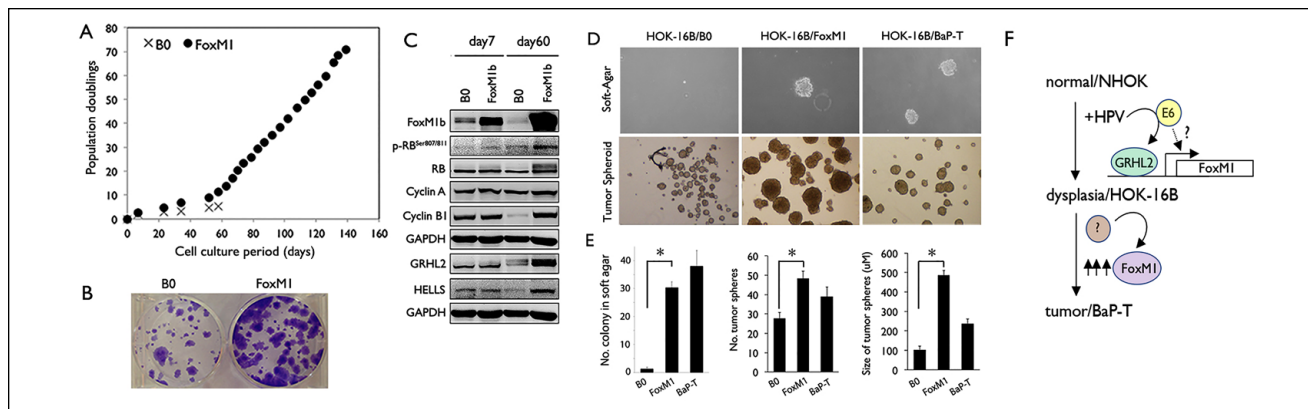 A
B0 FoxM1
Population doublings
80
70
60
50
40
30
20
10
0
0 20 40 60 80 100 120 140 160
Cell culture period (days)
B
B0 FoxM1
C
day7 day60
B0 FoxM1b B0 FoxM1b
FoxM1b
p-RBSer807/811
RB
Cyclin A
Cyclin B1
GAPDH
GRHL2
HELLS
GAPDH
D
HOK-16B/B0 HOK-16B/FoxM1 HOK-16B/BaP-T
Soft-Agar
Tumor Spheroid
E
No. colony in soft agar
40
30
20
10
0
*
B0 FoxM1 BaP-T
No. tumor spheres
60
50
40
30
20
10
0
*
B0 FoxM1 BaP-T
Size of tumor spheres (uM)
600
500
400
300
200
100
0
*
B0 FoxM1 BaP-T
F
normal/NHOK
+HPV E6
?
GRHL2
FoxM1
dysplasia/HOK-16B
?
FoxM1
tumor/BaP-T